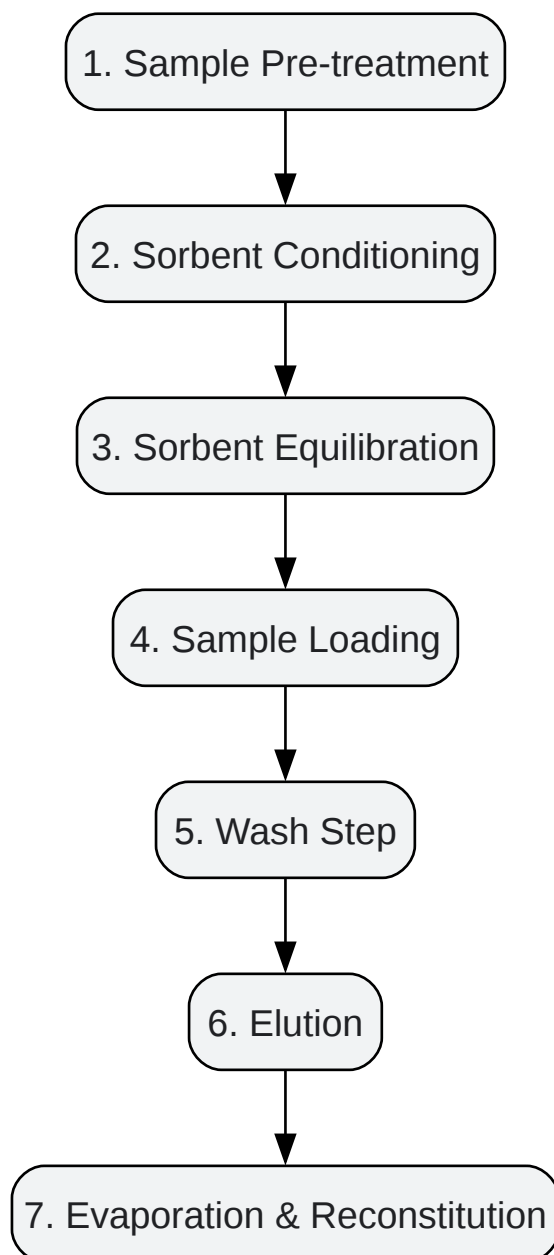 1. Sample Pre-treatment
2. Sorbent Conditioning
3. Sorbent Equilibration
4. Sample Loading
5. Wash Step
6. Elution
7. Evaporation & Reconstitution